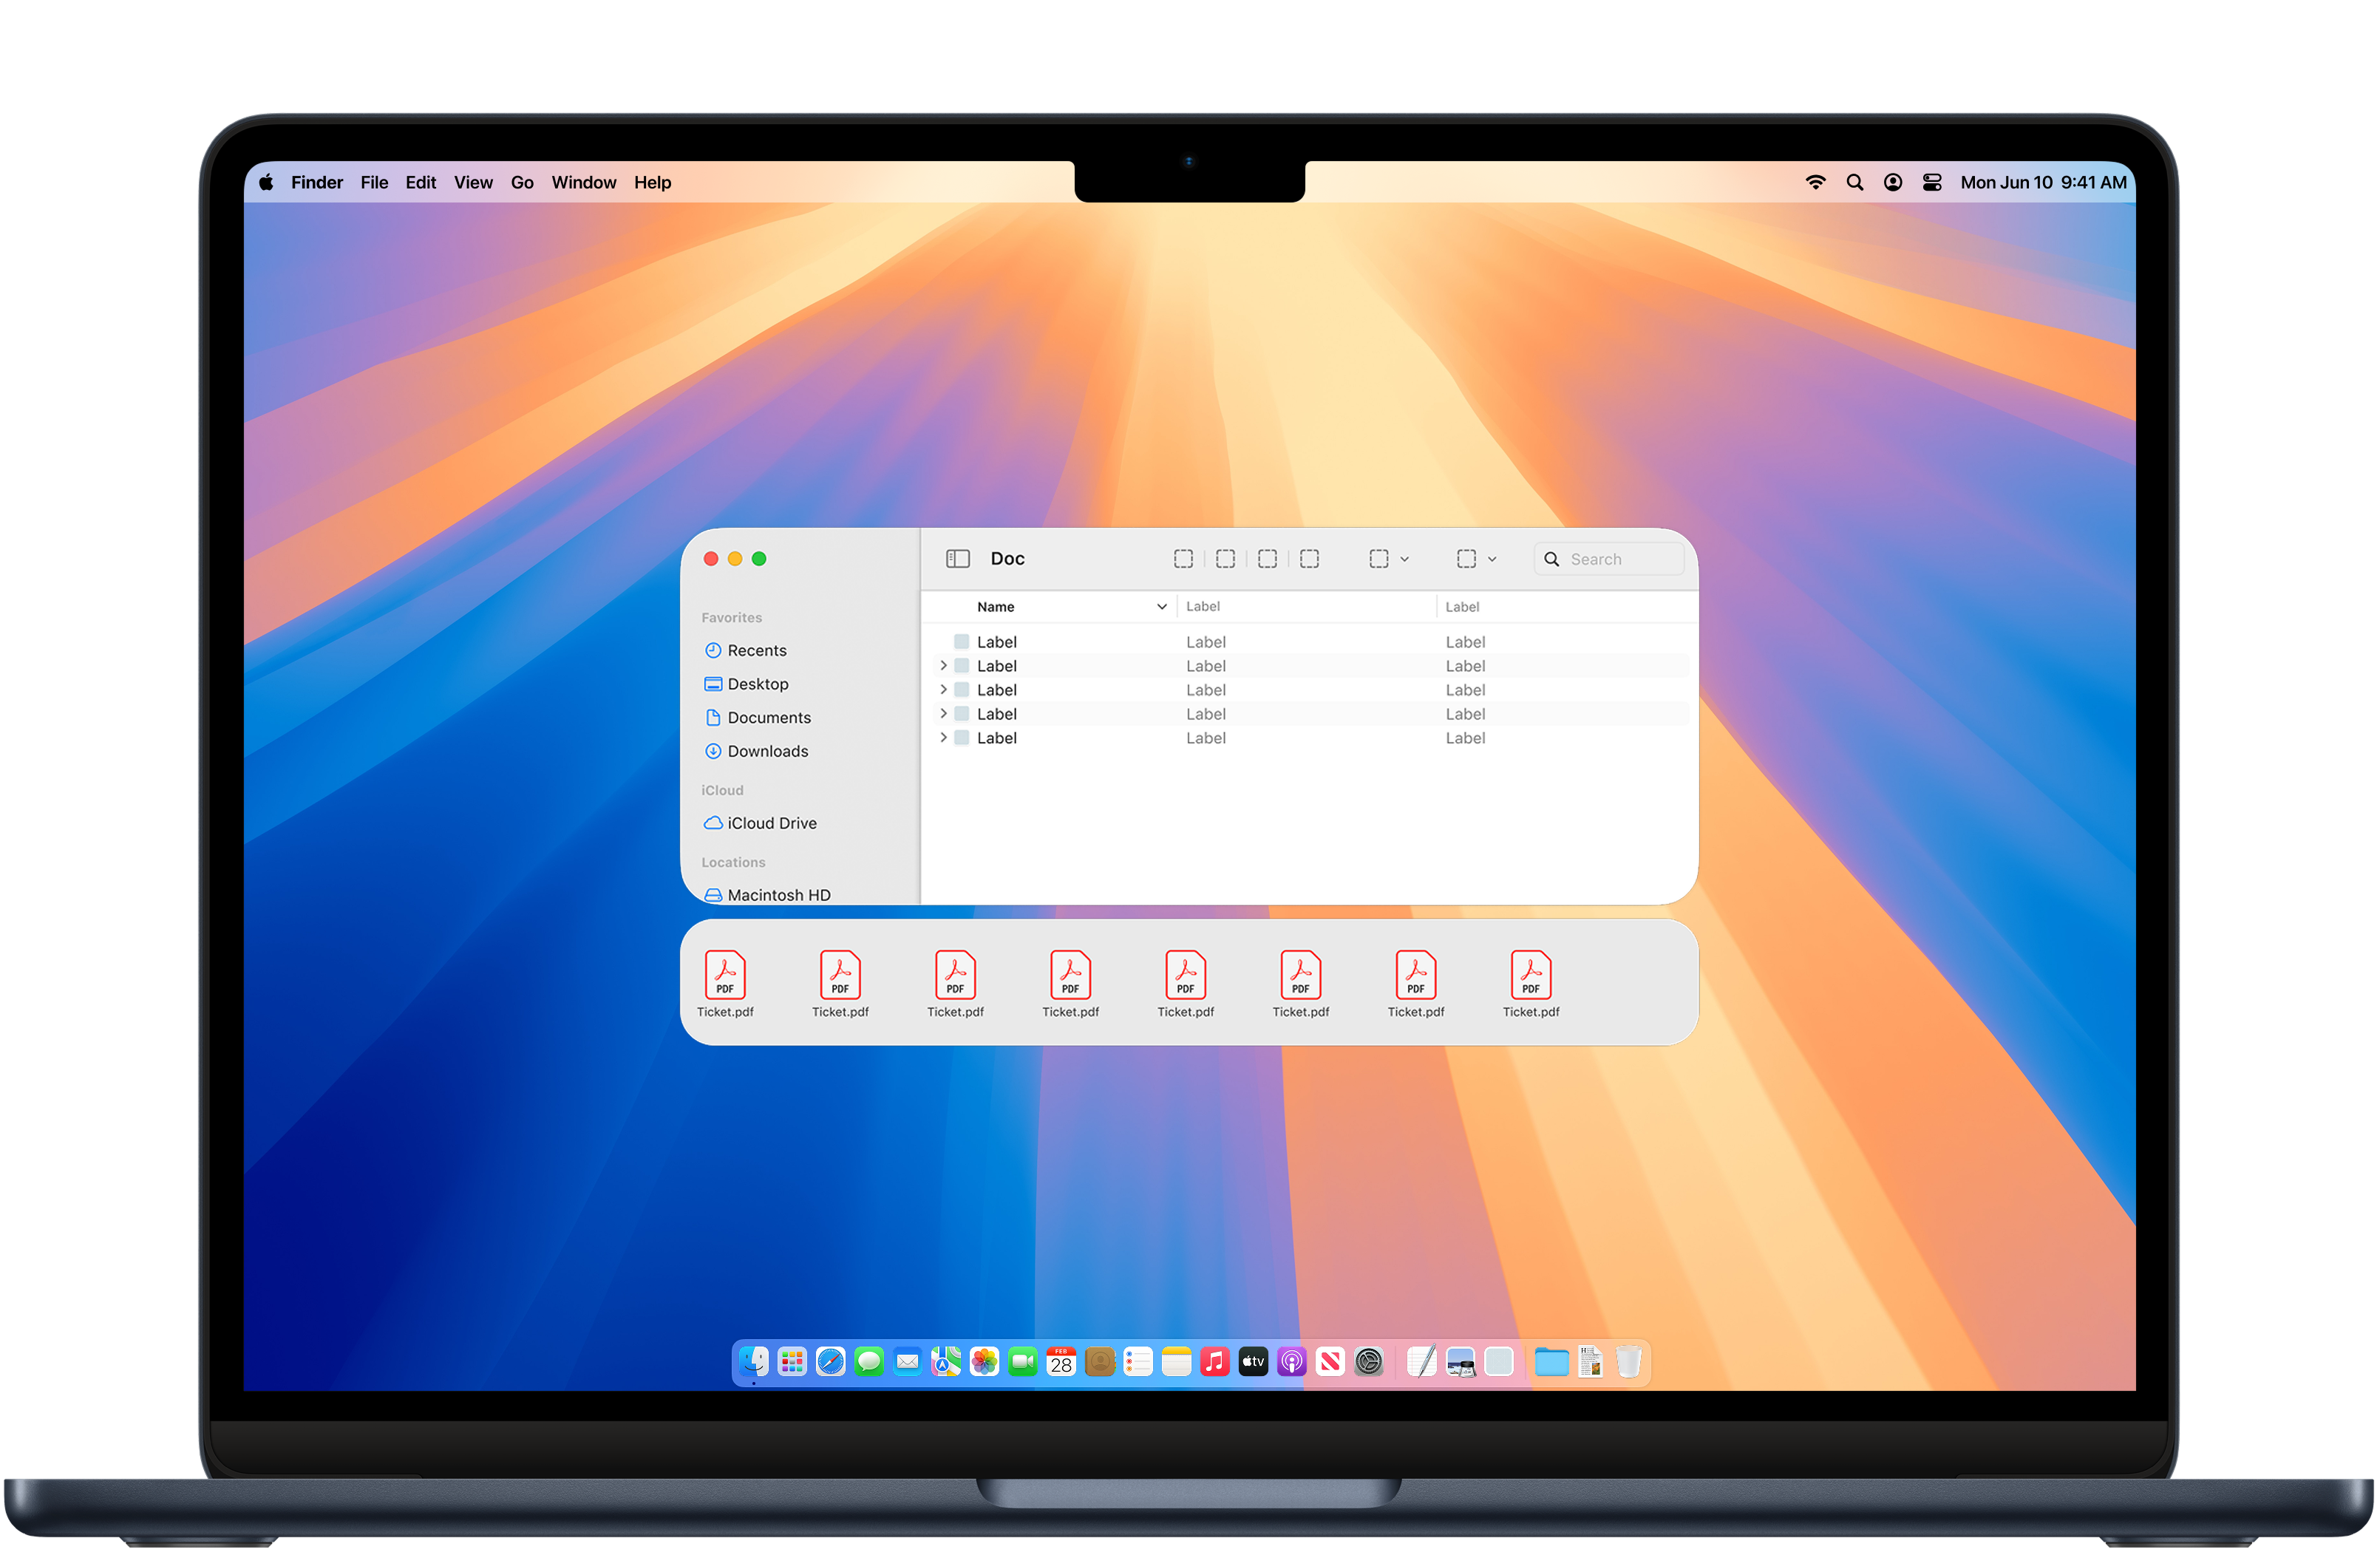 Finder File Edit View Go Window Help Mon Jun 10 9:41 AM
Doc Search
Favorites
Recents
Desktop
Documents
Downloads
iCloud
iCloud Drive
Locations
Macintosh HD
Name Label Label
Label Label Label
Label Label Label
Label Label Label
Label Label Label
Label Label Label
PDF PDF PDF PDF PDF PDF PDF PDF
Ticket.pdf Ticket.pdf Ticket.pdf Ticket.pdf Ticket.pdf Ticket.pdf Ticket.pdf Ticket.pdf
FEB
28
tv